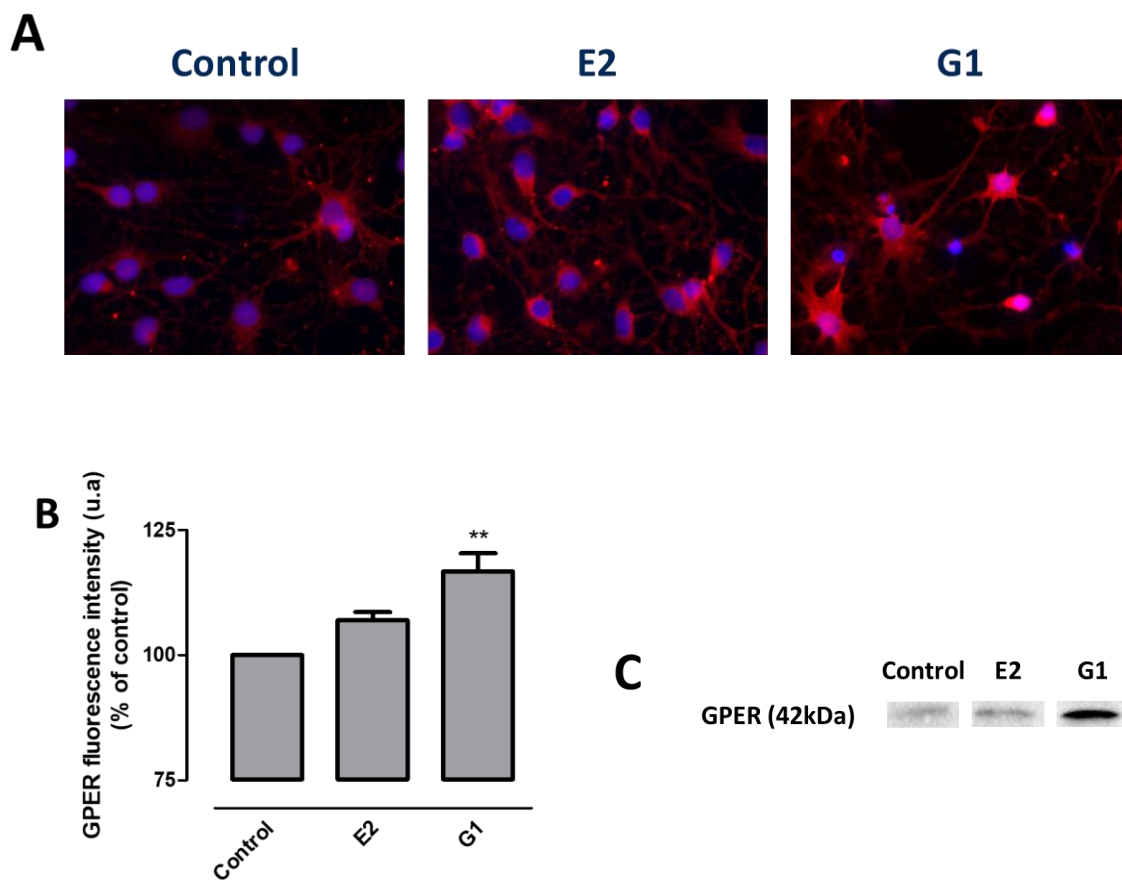 A
Control E2 G1
B
GPER fluorescence intensity (u.a)
(% of control)
125
100
75
**
Control E2 G1
C
Control E2 G1
GPER (42kDa)